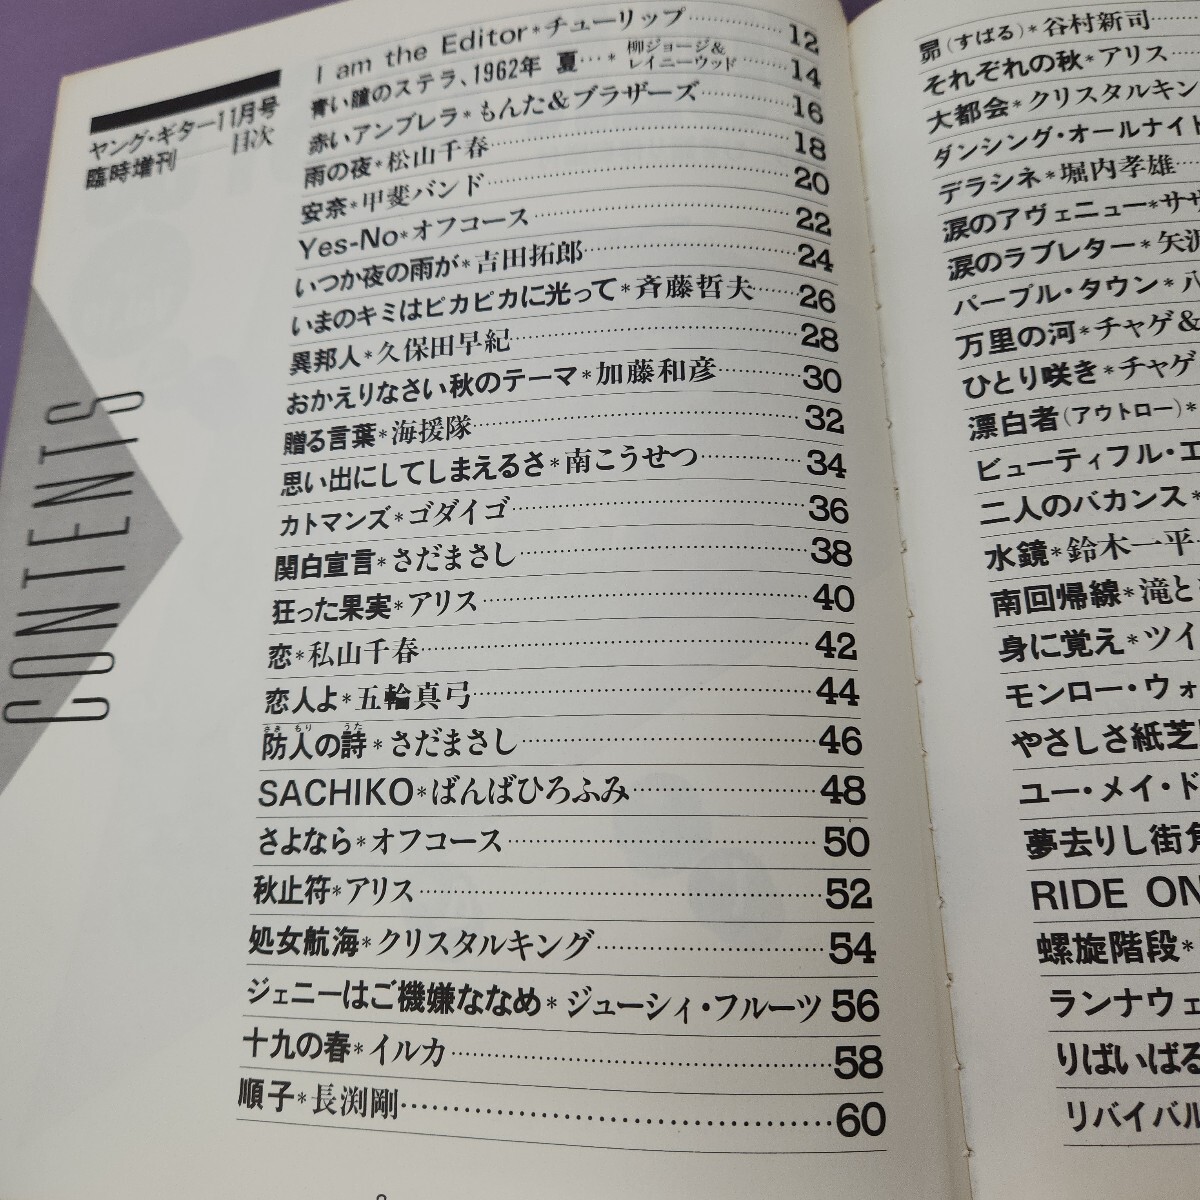 ヤング・ギター11月号
臨時増刊 目次
CONTENTS
I am the Editor*チューリップ 12
青い瞳のステラ、1962年 夏…*柳ジョージ&レイニーウッド 14
赤いアンブレラ*もんた&ブラザーズ 16
雨の夜*松山千春 18
安奈*甲斐バンド 20
Yes-No*オフコース 22
いつか夜の雨が*吉田拓郎 24
いまのキミはピカピカに光って*斉藤哲夫 26
異邦人*久保田早紀 28
おかえりなさい秋のテーマ*加藤和彦 30
贈る言葉*海援隊 32
思い出にしてしまえるさ*南こうせつ 34
カトマンズ*ゴダイゴ 36
関白宣言*さだまさし 38
狂った果実*アリス 40
恋*私山千春 42
恋人よ*五輪真弓 44
防人の詩*さだまさし 46
さき もり うた
SACHIKO*ばんばひろふみ 48
さよなら*オフコース 50
秋止符*アリス 52
処女航海*クリスタルキング 54
ジェニーはご機嫌ななめ*ジューシィ・フルーツ 56
十九の春*イルカ 58
順子*長渕剛 60
昴(すばる)*谷村新司
それぞれの秋*アリス
大都会*クリスタルキン
ダンシング・オールナイト
デラシネ*堀内孝雄
涙のアヴェニュー*サザ
涙のラブレター*矢沢
パープル・タウン*八
万里の河*チャゲ&
ひとり咲き*チャゲ
漂白者(アウトロー)*
ビューティフル・エ
二人のバカンス*
水鏡*鈴木一平
南回帰線*滝と
身に覚え*ツイ
モンロー・ウォ
やさしさ紙芝
ユー・メイ・ド
夢去りし街角
RIDE ON
螺旋階段*
ランナウェ
りばいばる
リバイバル